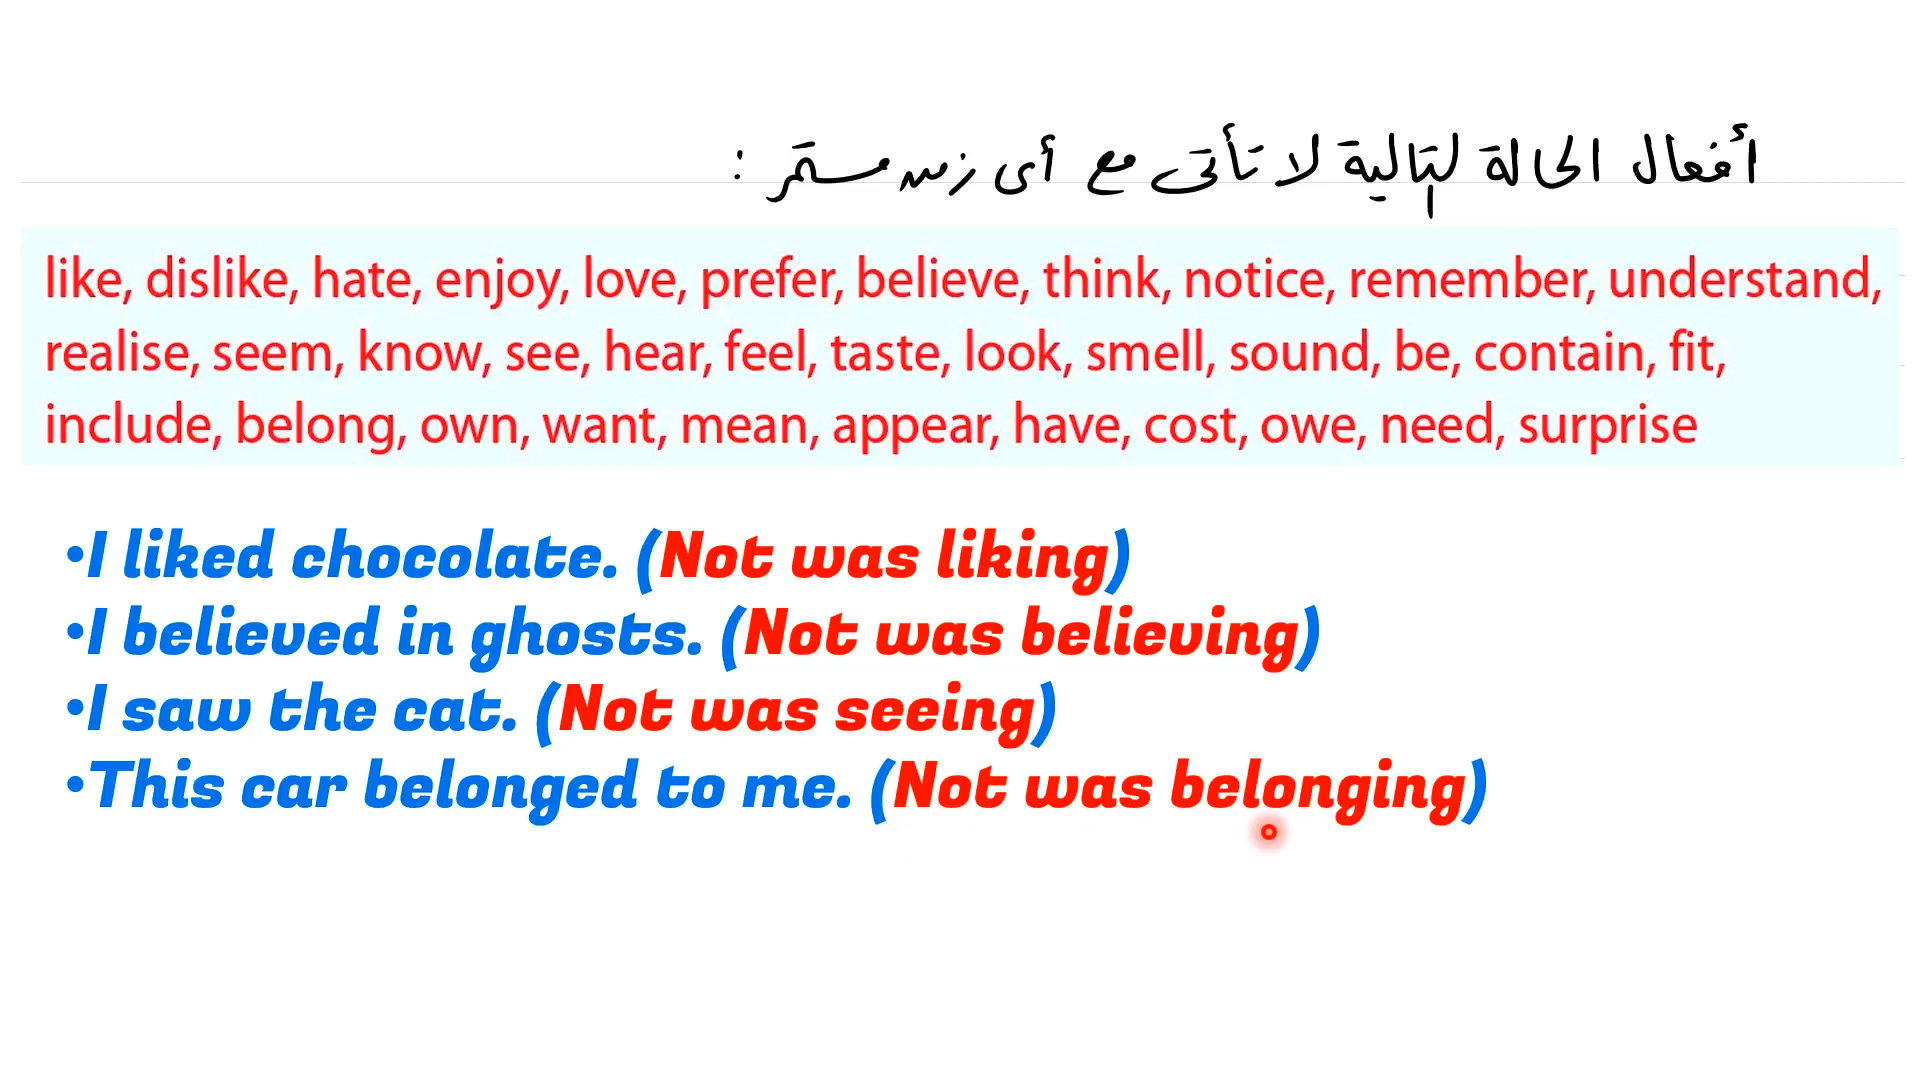 أفعال الحالة التالية لا تأتى مع أى زمن مستمر :
like, dislike, hate, enjoy, love, prefer, believe, think, notice, remember, understand,
realise, seem, know, see, hear, feel, taste, look, smell, sound, be, contain, fit,
include, belong, own, want, mean, appear, have, cost, owe, need, surprise
•I liked chocolate. (Not was liking)
•I believed in ghosts. (Not was believing)
•I saw the cat. (Not was seeing)
•This car belonged to me. (Not was belonging)